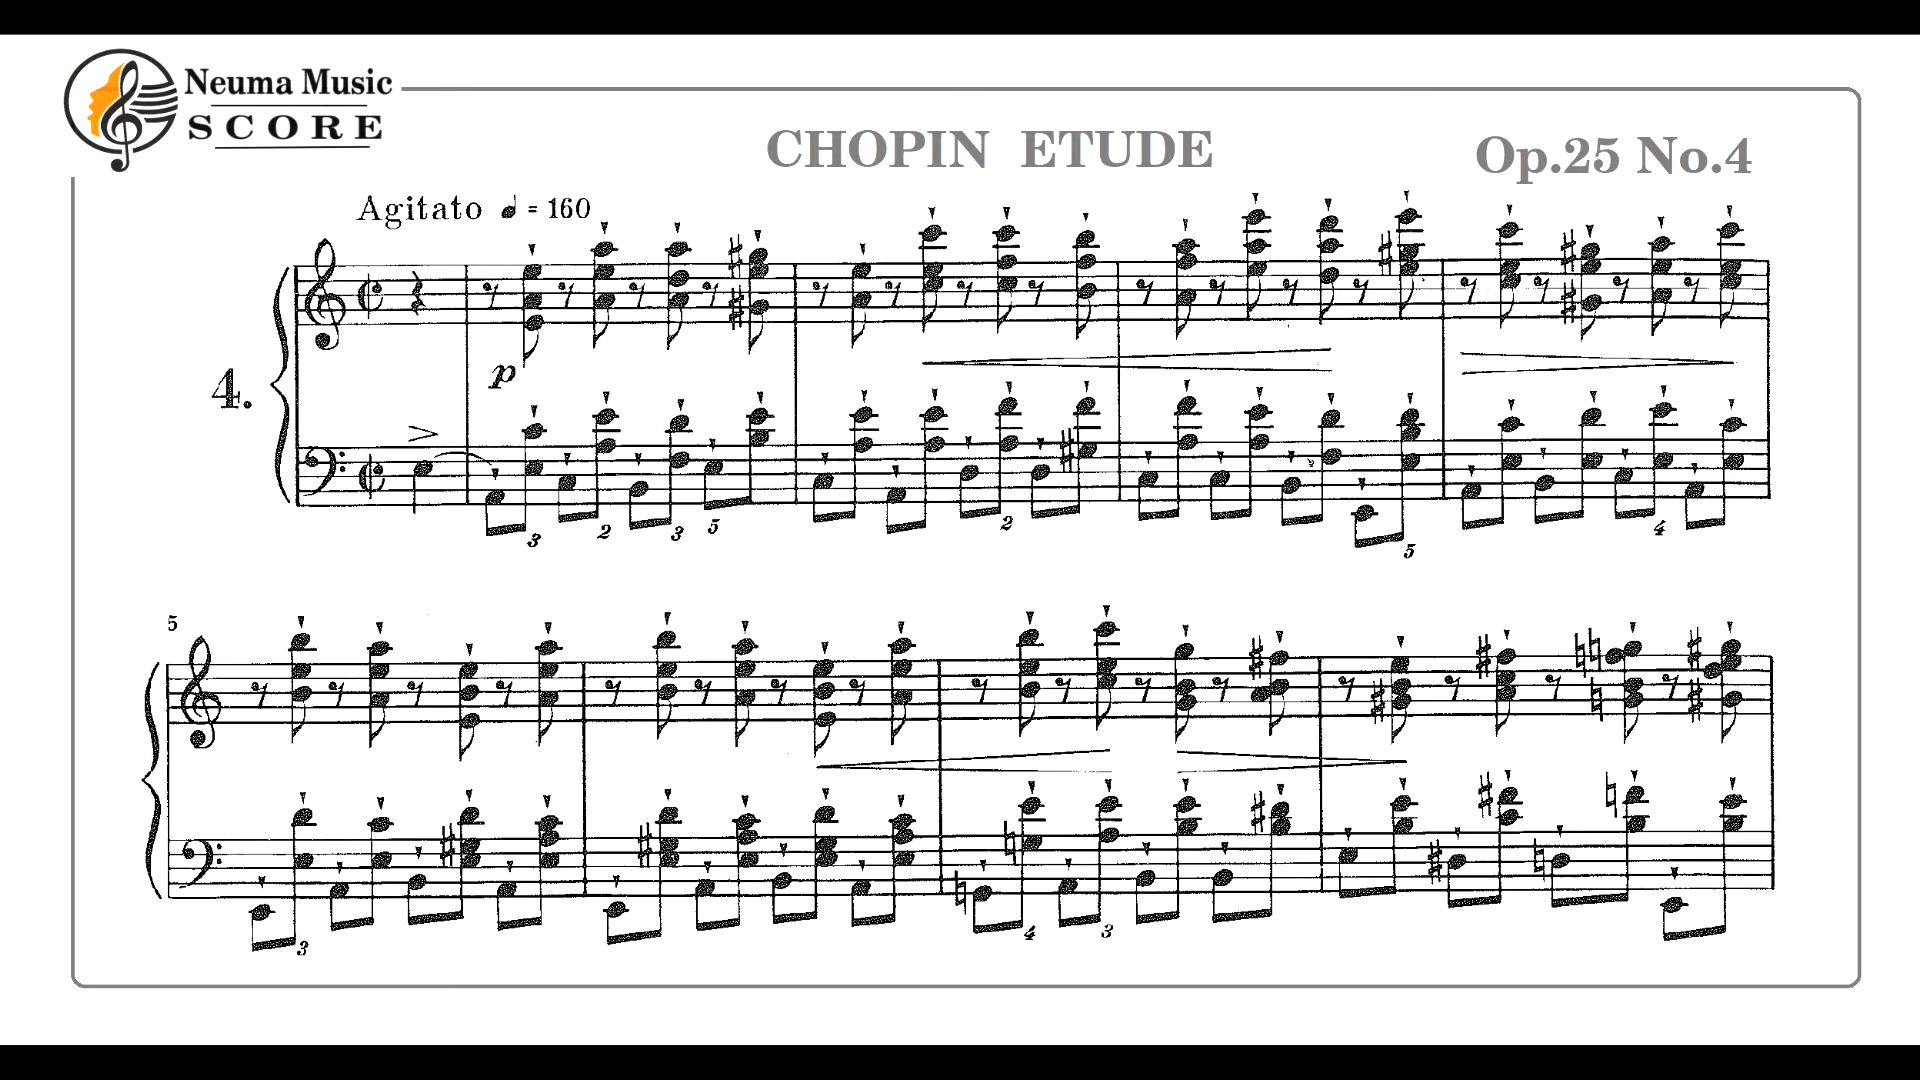 Neuma Music
SCORE
CHOPIN ETUDE
Op.25 No.4
Agitato ♩ = 160
4.
p
3 2 3 5 2 5 4
5
3 4 3